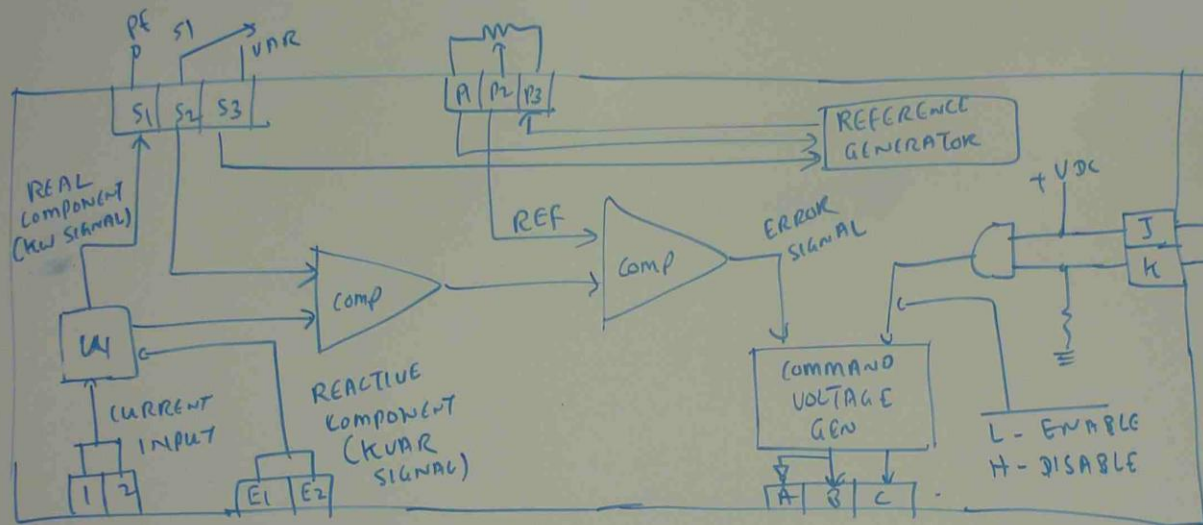 PF
S1
VAR
S1 S2 S3
P1 P2 P3
REFERENCE
GENERATOR
REAL
COMPONENT
(KW SIGNAL)
REF
ERROR
SIGNAL
+VDC
J
K
COMP
COMP
U1
CURRENT
INPUT
REACTIVE
COMPONENT
(KVAR
SIGNAL)
COMMAND
VOLTAGE
GEN
L - ENABLE
H - DISABLE
1 2
E1 E2
A B C